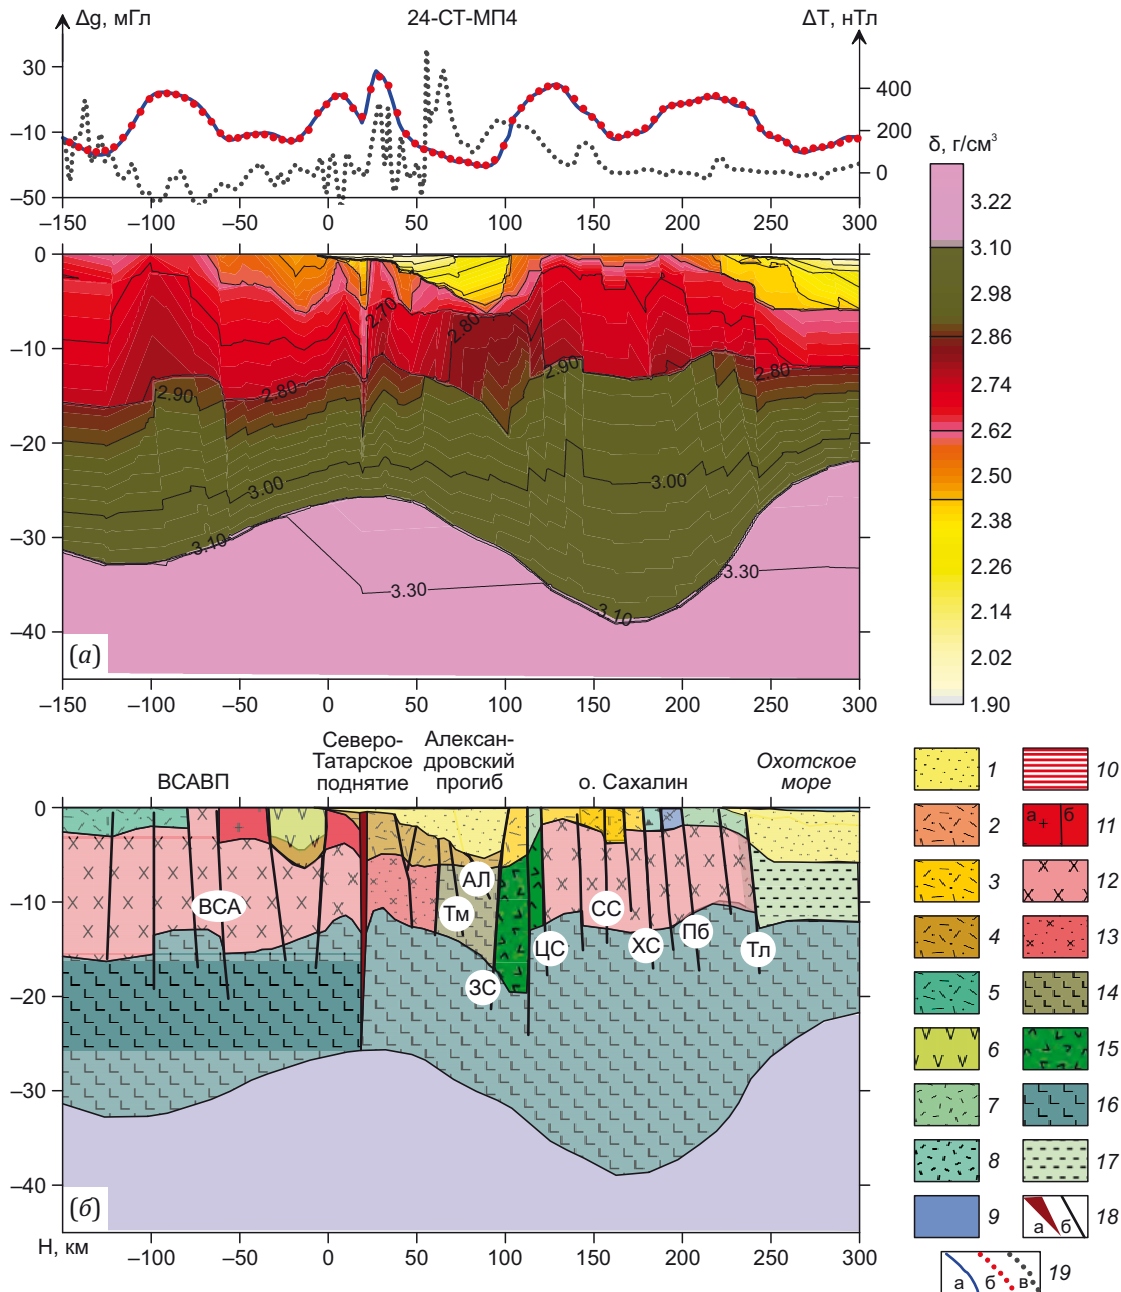 Δg, мГл
24-СТ-МП4
ΔT, нТл
30
–10
–50
400
200
0
–150 –100 –50 0 50 100 150 200 250 300
δ, г/см³
3.22
3.10
2.98
2.86
2.74
2.62
2.50
2.38
2.26
2.14
2.02
1.90
0
–10
–20
–30
–40
2.70
2.80
2.90
2.80
2.90
2.80
3.00
3.00
3.10
3.30
3.10
3.30
(а)
–150 –100 –50 0 50 100 150 200 250 300
ВСАВП
Северо-
Татарское
поднятие
Алексан-
дровский
прогиб
о. Сахалин
Охотское
море
0
–10
–20
–30
–40
ВСА
АЛ
Тм
ЗС
ЦС
СС
ХС
Пб
Тл
(б)
Н, км
–100 –50 0 50 100 150 200 250 300
1
2
3
4
5
6
7
8
9
10
а б 11
12
13
14
15
16
17
а б 18
а б в 19